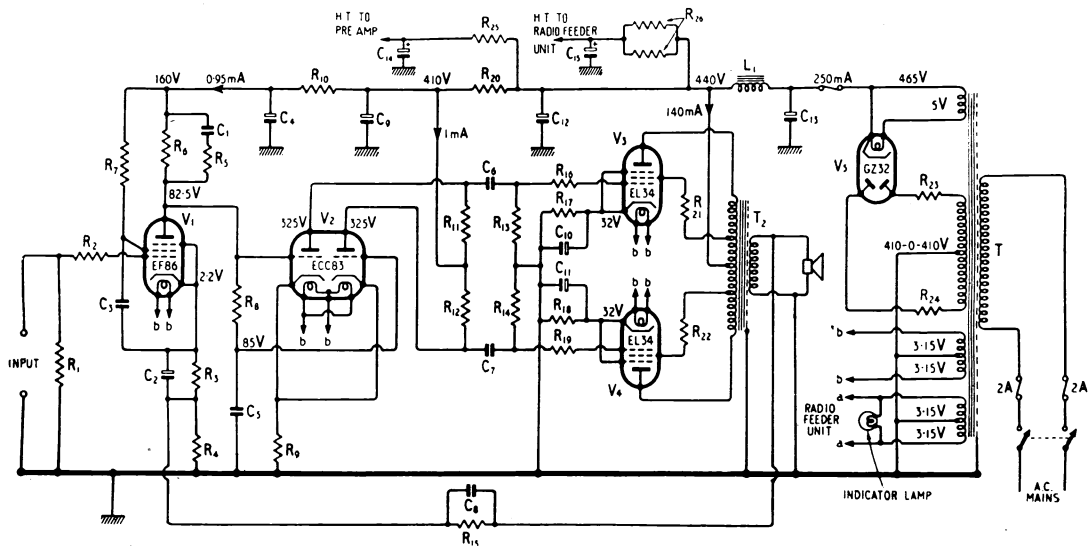 H T TO PRE AMP
R25
C14
H T TO RADIO FEEDER UNIT
R26
C15
160V
0·95mA
R10
410V
R20
440V
L1
250mA
465V
5V
C4
C9
1mA
C12
140mA
C13
R7
R6
C1
R5
82·5V
V1
EF86
2·2V
R2
C3
INPUT
R1
C2
R3
R4
R8
85V
C5
325V
V2
325V
ECC83
b b
b b
R9
R11
R12
C6
C7
R13
R14
R16
R17
C10
C11
R18
R19
V3
EL34
32V
b b
b b
32V
EL34
V4
R21
R22
T2
C8
R15
V5
GZ32
R23
410-0-410V
R24
T
b
3·15V
3·15V
b
a
3·15V
3·15V
a
RADIO FEEDER UNIT
INDICATOR LAMP
2A
2A
A.C. MAINS